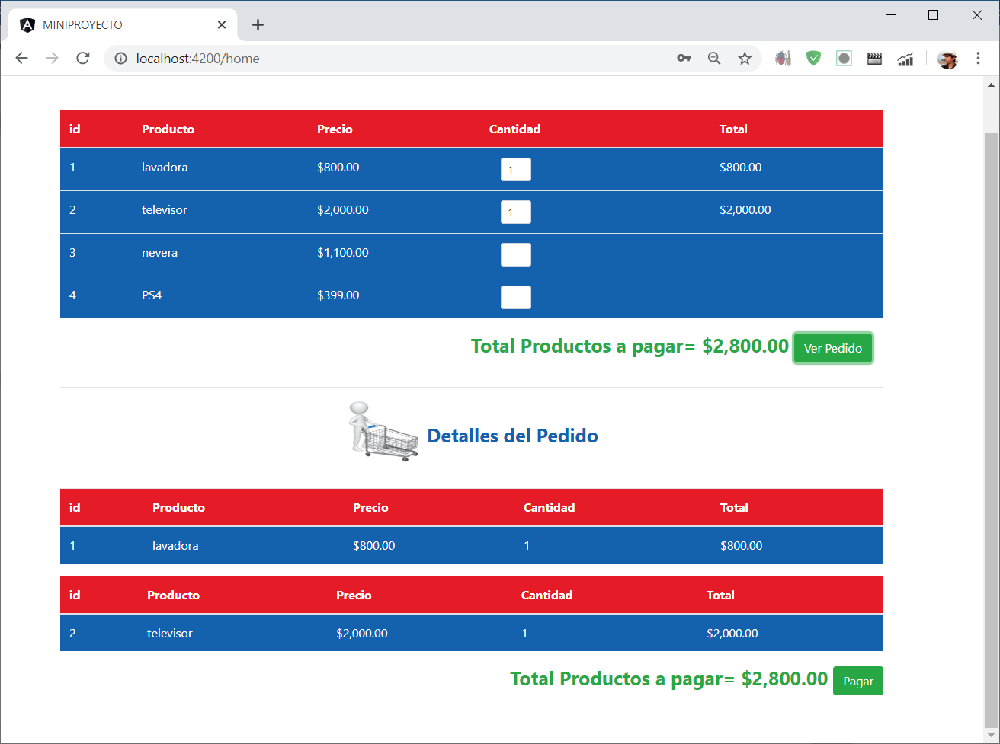 MINIPROYECTO
localhost:4200/home
id Producto Precio Cantidad Total
1 lavadora $800.00 1 $800.00
2 televisor $2,000.00 1 $2,000.00
3 nevera $1,100.00
4 PS4 $399.00
Total Productos a pagar= $2,800.00 Ver Pedido
Detalles del Pedido
id Producto Precio Cantidad Total
1 lavadora $800.00 1 $800.00
id Producto Precio Cantidad Total
2 televisor $2,000.00 1 $2,000.00
Total Productos a pagar= $2,800.00 Pagar